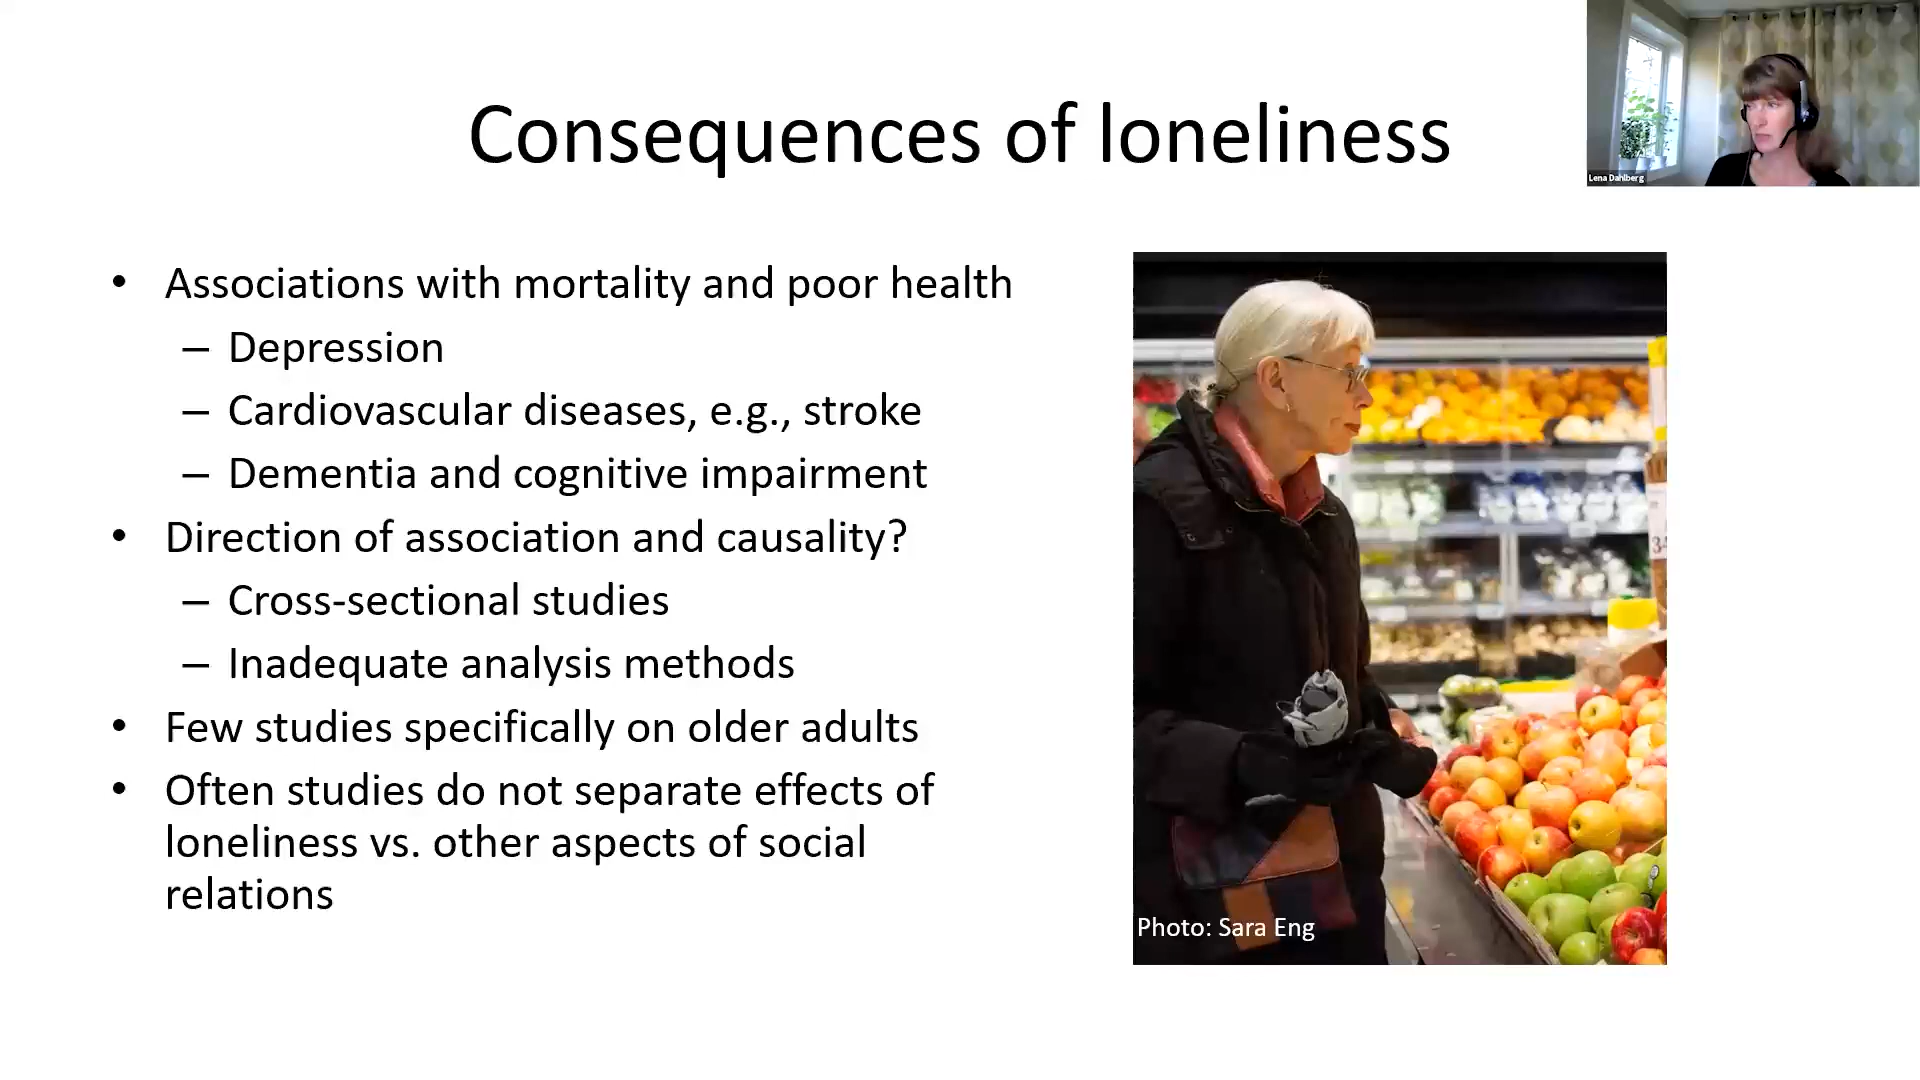 Consequences of loneliness
Lena Dahlberg
• Associations with mortality and poor health
– Depression
– Cardiovascular diseases, e.g., stroke
– Dementia and cognitive impairment
• Direction of association and causality?
– Cross-sectional studies
– Inadequate analysis methods
• Few studies specifically on older adults
• Often studies do not separate effects of
loneliness vs. other aspects of social
relations
Photo: Sara Eng